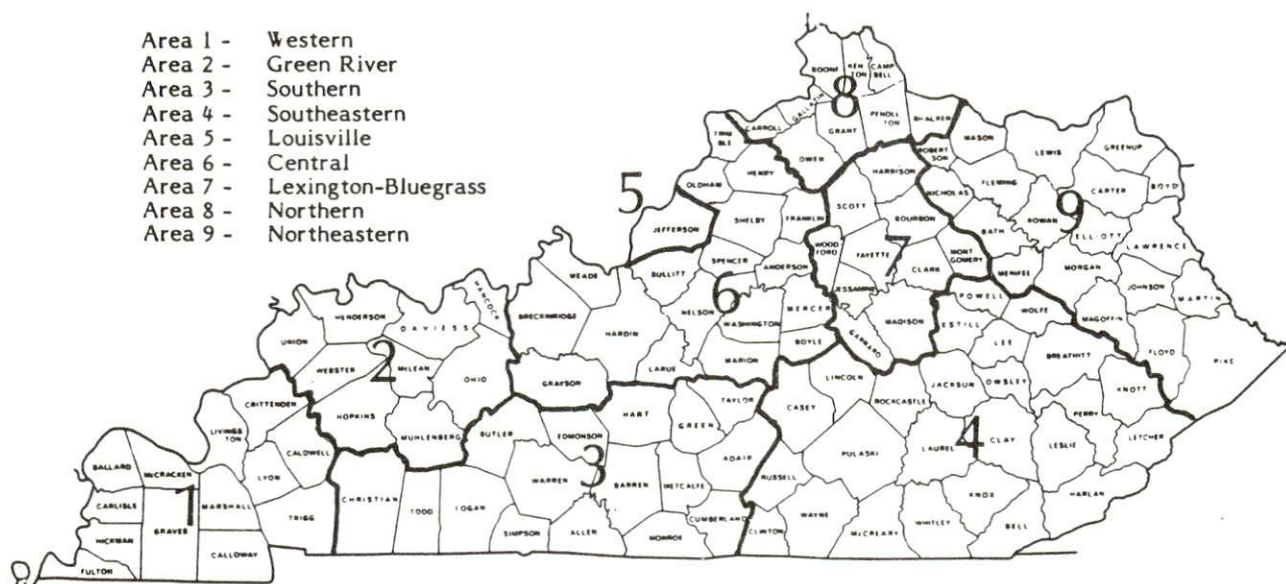 Area 1 - Western
Area 2 - Green River
Area 3 - Southern
Area 4 - Southeastern
Area 5 - Louisville
Area 6 - Central
Area 7 - Lexington-Bluegrass
Area 8 - Northern
Area 9 - Northeastern
BOONE
KEN
TON
CAMP
BELL
8
GALLATIN
CARROLL
GRANT
PENDLE
TON
BRACKEN
TRIM
BLE
OWEN
MASON
ROBERT
SON
LEWIS
GREENUP
OLDHAM
HENRY
HARRISON
NICHOLAS
FLEMING
CARTER
BOYD
5
JEFFERSON
SHELBY
FRANKLIN
SCOTT
BOURBON
BATH
ROWAN
9
ELLIOTT
LAWRENCE
WOOD
FORD
FAYETTE
7
CLARK
MONT
GOMERY
MENIFEE
MORGAN
JOHNSON
MARTIN
MEADE
BULLITT
SPENCER
ANDERSON
JESSAMINE
MADISON
POWELL
WOLFE
MAGOFFIN
HANCOCK
BRECKINRIDGE
HARDIN
NELSON
6
WASHINGTON
MERCER
GARRARD
ESTILL
LEE
BREATHITT
FLOYD
PIKE
HENDERSON
DAVIESS
UNION
WEBSTER
2
McLEAN
OHIO
GRAYSON
LARUE
MARION
BOYLE
LINCOLN
JACKSON
OWSLEY
KNOTT
CRITTENDEN
HOPKINS
MUHLENBERG
BUTLER
EDMONSON
HART
GREEN
TAYLOR
CASEY
ROCKCASTLE
PERRY
LETCHER
LIVINGS
TON
LYON
CALDWELL
WARREN
3
BARREN
METCALFE
ADAIR
RUSSELL
PULASKI
LAUREL
4
CLAY
LESLIE
HARLAN
BALLARD
McCRACKEN
1
CARLISLE
MARSHALL
TRIGG
CHRISTIAN
TODD
LOGAN
SIMPSON
ALLEN
MONROE
CUMBERLAND
CLINTON
WAYNE
McCREARY
WHITLEY
KNOX
BELL
HICKMAN
GRAVES
CALLOWAY
FULTON